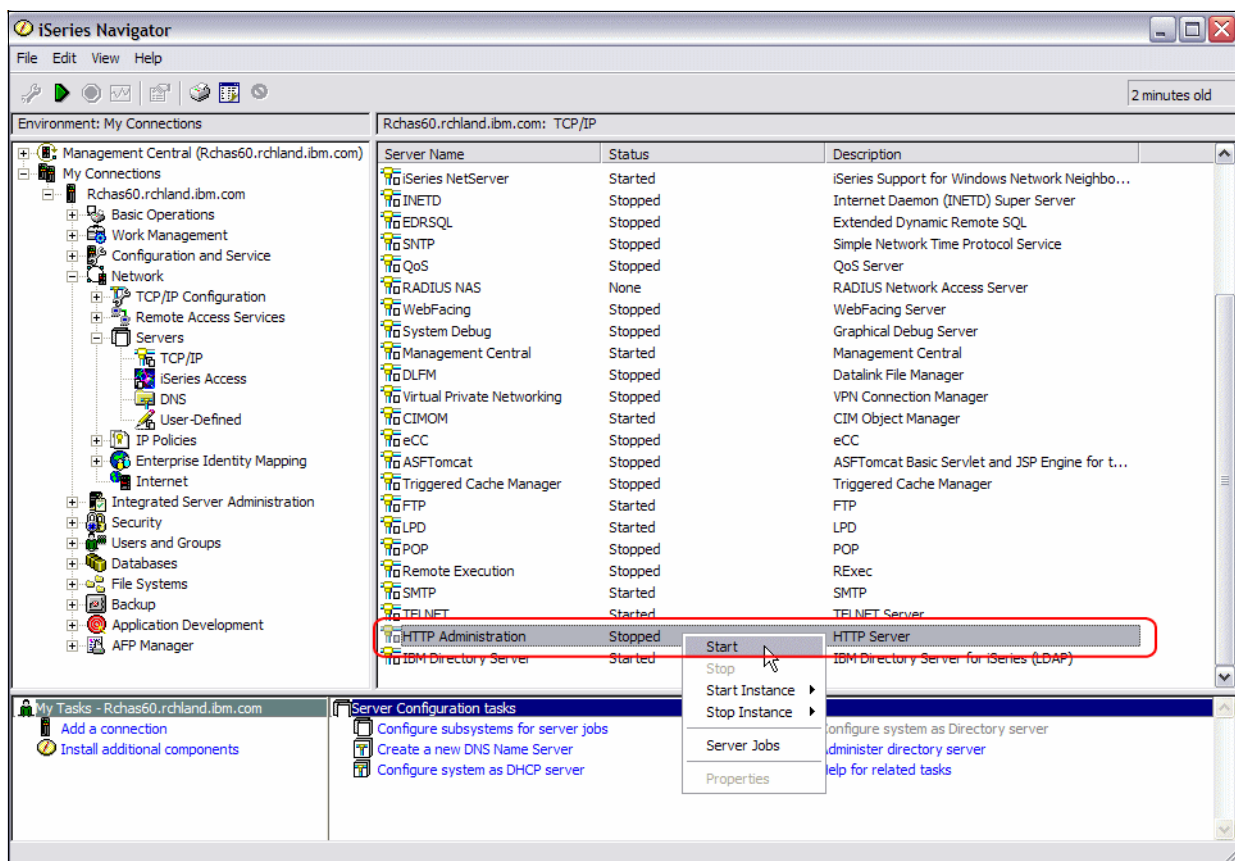 iSeries Navigator
File Edit View Help
2 minutes old
Environment: My Connections
Rchas60.rchland.ibm.com: TCP/IP
Management Central (Rchas60.rchland.ibm.com)
My Connections
Rchas60.rchland.ibm.com
Basic Operations
Work Management
Configuration and Service
Network
TCP/IP Configuration
Remote Access Services
Servers
TCP/IP
iSeries Access
DNS
User-Defined
IP Policies
Enterprise Identity Mapping
Internet
Integrated Server Administration
Security
Users and Groups
Databases
File Systems
Backup
Application Development
AFP Manager
Server Name Status Description
iSeries NetServer Started iSeries Support for Windows Network Neighbo...
INETD Stopped Internet Daemon (INETD) Super Server
EDRSQL Stopped Extended Dynamic Remote SQL
SNTP Stopped Simple Network Time Protocol Service
QoS Stopped QoS Server
RADIUS NAS None RADIUS Network Access Server
WebFacing Stopped WebFacing Server
System Debug Stopped Graphical Debug Server
Management Central Started Management Central
DLFM Stopped Datalink File Manager
Virtual Private Networking Stopped VPN Connection Manager
CIMOM Started CIM Object Manager
eCC Stopped eCC
ASFTomcat Stopped ASFTomcat Basic Servlet and JSP Engine for t...
Triggered Cache Manager Stopped Triggered Cache Manager
FTP Started FTP
LPD Started LPD
POP Stopped POP
Remote Execution Stopped RExec
SMTP Started SMTP
TELNET Started TELNET Server
HTTP Administration Stopped HTTP Server
IBM Directory Server Started IBM Directory Server for iSeries (LDAP)
Start
Stop
Start Instance
Stop Instance
Server Jobs
Properties
My Tasks - Rchas60.rchland.ibm.com
Add a connection
Install additional components
Server Configuration tasks
Configure subsystems for server jobs
Create a new DNS Name Server
Configure system as DHCP server
onfigure system as Directory server
dminister directory server
elp for related tasks